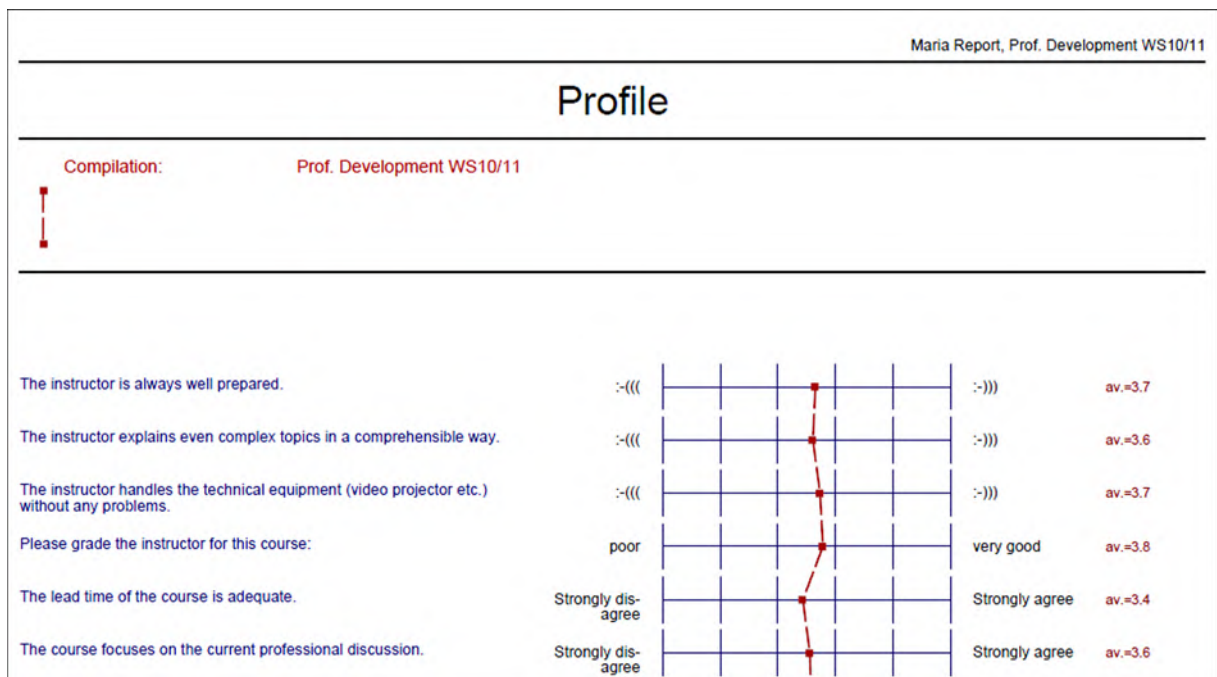 Maria Report, Prof. Development WS10/11
Profile
Compilation: Prof. Development WS10/11
The instructor is always well prepared. :-((( :-))) av.=3.7
The instructor explains even complex topics in a comprehensible way. :-((( :-))) av.=3.6
The instructor handles the technical equipment (video projector etc.)
without any problems. :-((( :-))) av.=3.7
Please grade the instructor for this course: poor very good av.=3.8
The lead time of the course is adequate. Strongly dis-
agree Strongly agree av.=3.4
The course focuses on the current professional discussion. Strongly dis-
agree Strongly agree av.=3.6